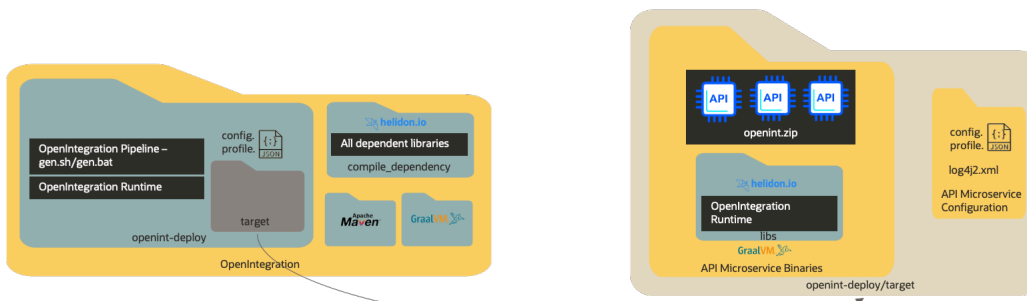 OpenIntegration Pipeline –
gen.sh/gen.bat
OpenIntegration Runtime
config.
profile.
{:}
JSON
target
openint-deploy
helidon.io
All dependent libraries
compile_dependency
Apache
Maven
GraalVM
OpenIntegration
API
API
API
openint.zip
helidon.io
OpenIntegration
Runtime
libs
GraalVM
API Microservice Binaries
config.
profile.
{:}
JSON
log4j2.xml
API Microservice
Configuration
openint-deploy/target